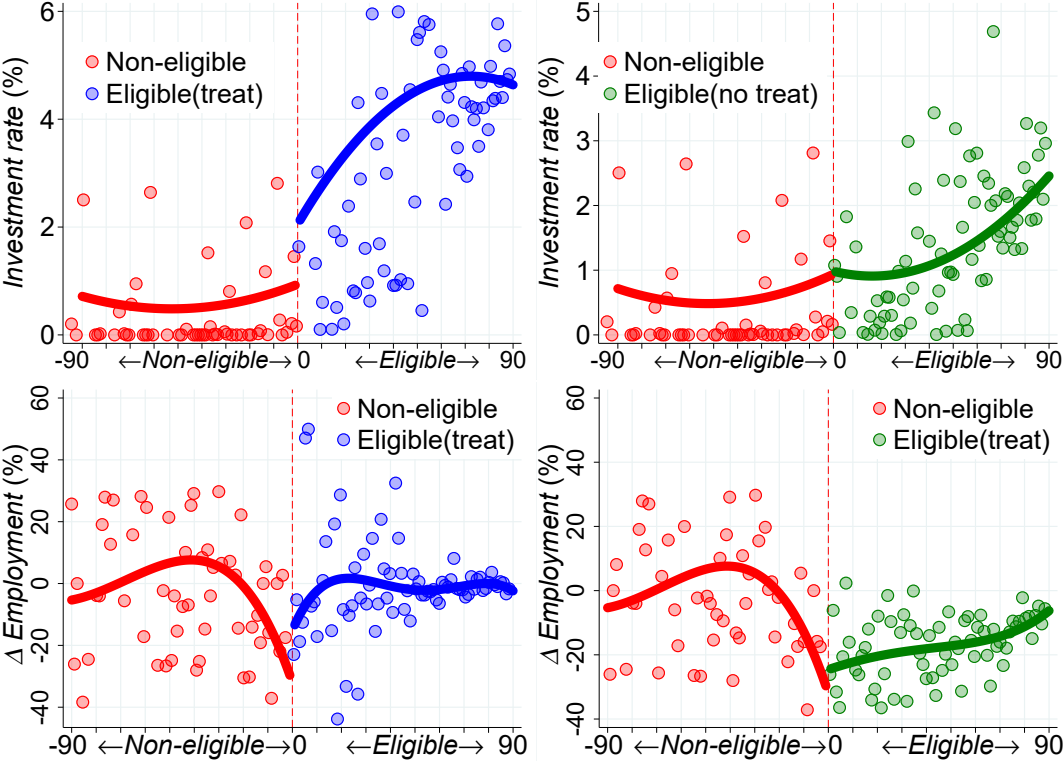 Investment rate (%)
6
4
2
0
Non-eligible
Eligible(treat)
-90 ←Non-eligible→ 0 ←Eligible→ 90
Investment rate (%)
5
4
3
2
1
0
Non-eligible
Eligible(no treat)
-90 ←Non-eligible→ 0 ←Eligible→ 90
Δ Employment (%)
60
40
20
0
-20
-40
Non-eligible
Eligible(treat)
-90 ←Non-eligible→ 0 ←Eligible→ 90
Δ Employment (%)
60
40
20
0
-20
-40
Non-eligible
Eligible(treat)
-90 ←Non-eligible→ 0 ←Eligible→ 90